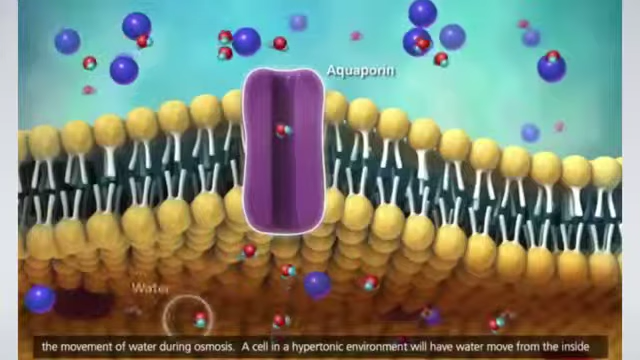 Aquaporin
Water
the movement of water during osmosis. A cell in a hypertonic environment will have water move from the inside